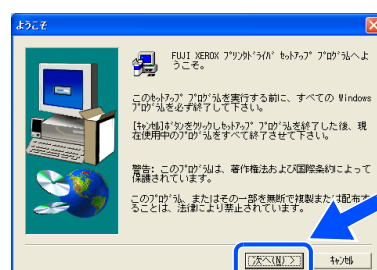 ようこそ
FUJI XEROX プリンタドライバ セットアップ プログラムへよ
うこそ。
このセットアップ プログラムを実行する前に、すべての Windows
プログラムを必ず終了して下さい。
[キャンセル]ボタンをクリックしセットアップ プログラムを終了した後、現
在使用中のプログラムをすべて終了させて下さい。
警告: このプログラムは、著作権法および国際条約によって
保護されています。
このプログラム、またはその一部を無断で複製または配布す
ることは、法律により禁止されています。
次へ(N) >
キャンセル